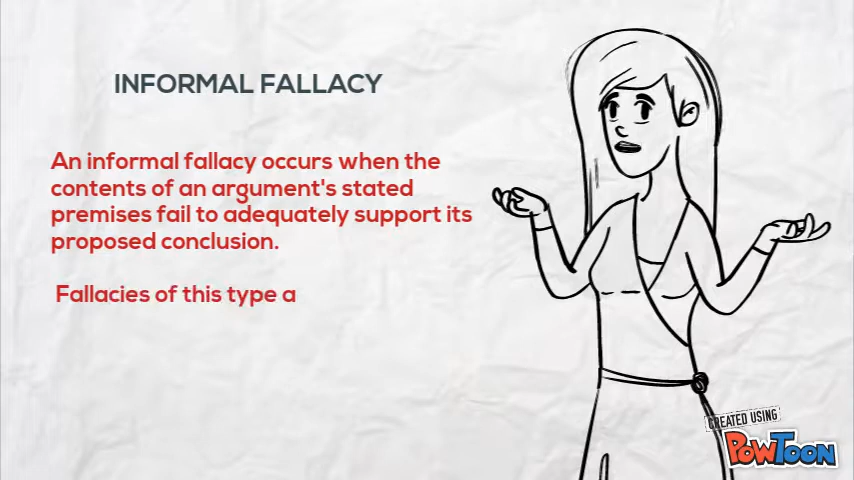 INFORMAL FALLACY
An informal fallacy occurs when the
contents of an argument's stated
premises fail to adequately support its
proposed conclusion.
Fallacies of this type a
CREATED USING
POWTOON